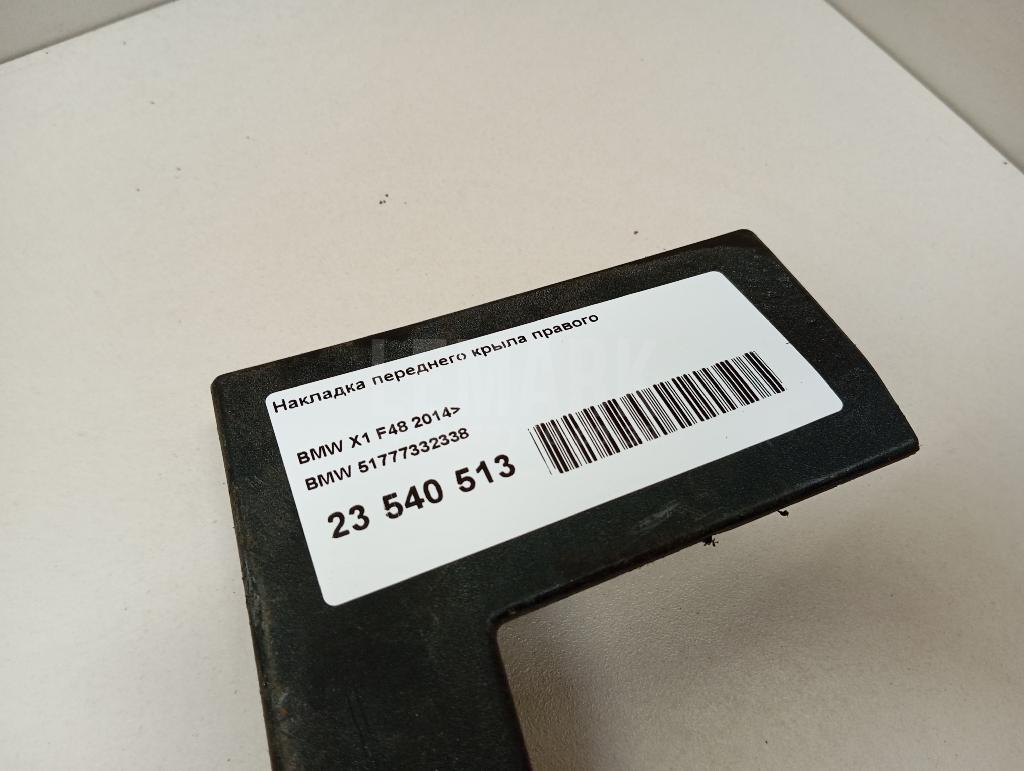 Накладка переднего крыла правого
BMW X1 F48 2014>
BMW 51777332338
23 540 513